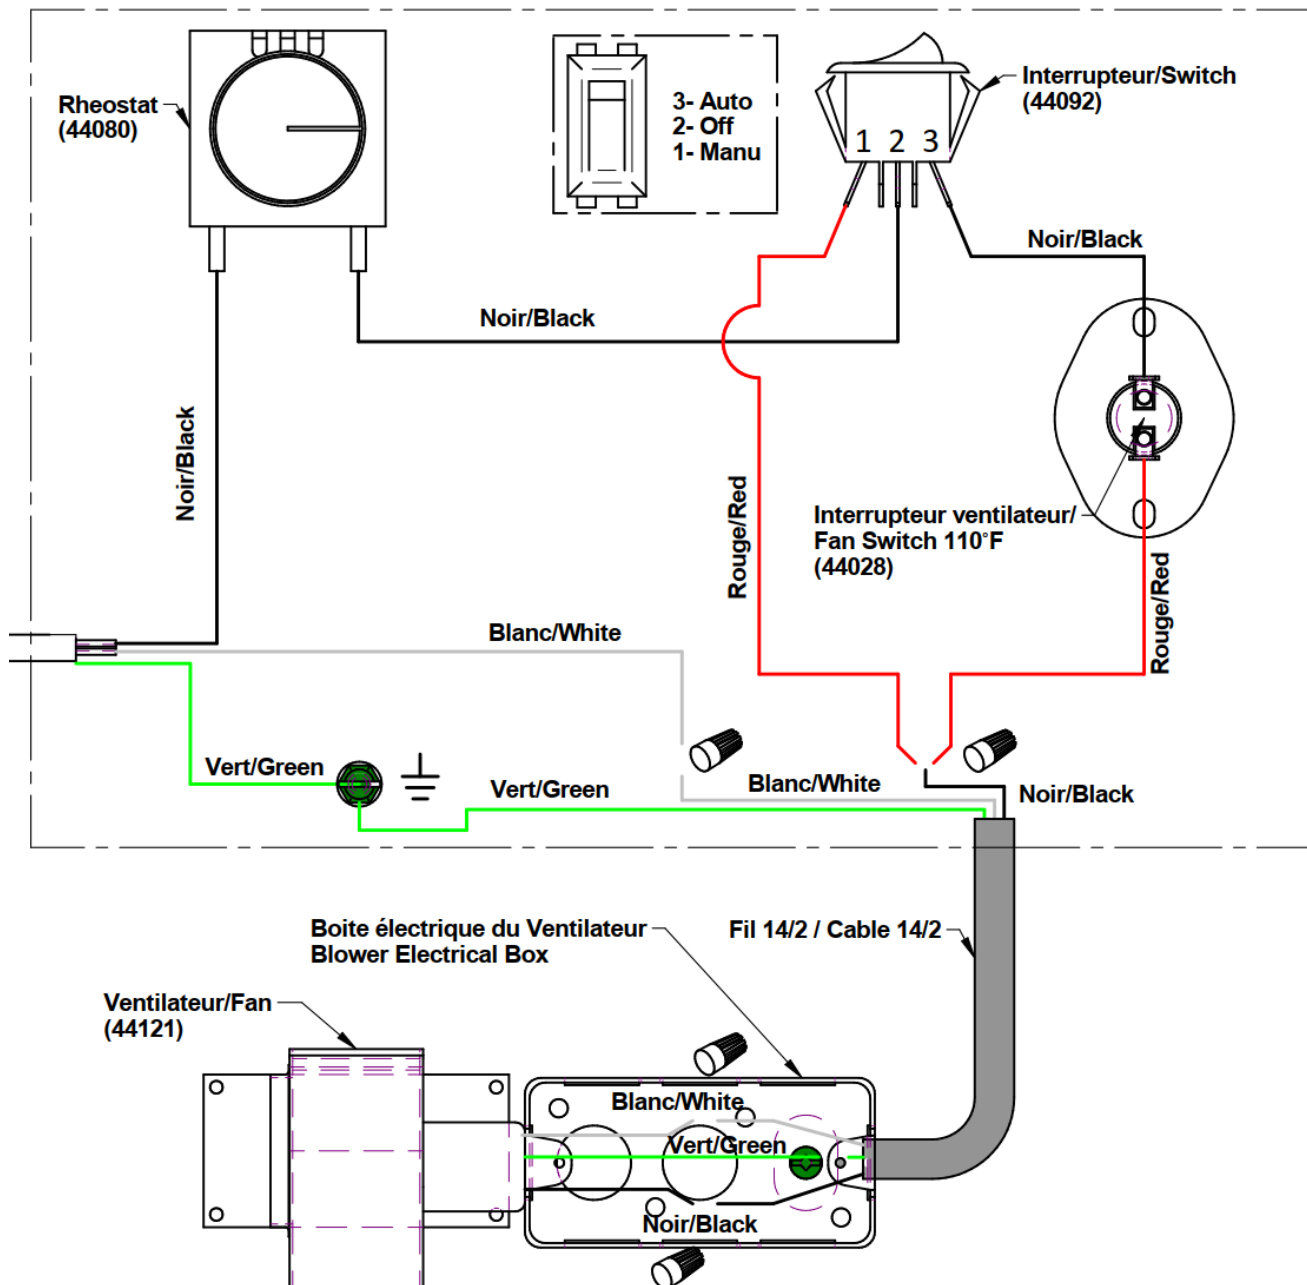 Rheostat
(44080)
3- Auto
2- Off
1- Manu
1 2 3
Interrupteur/Switch
(44092)
Noir/Black
Noir/Black
Noir/Black
Rouge/Red
Interrupteur ventilateur/
Fan Switch 110°F
(44028)
Rouge/Red
Blanc/White
Vert/Green
Vert/Green
Blanc/White
Noir/Black
Boite électrique du Ventilateur
Blower Electrical Box
Fil 14/2 / Cable 14/2
Ventilateur/Fan
(44121)
Blanc/White
Vert/Green
Noir/Black